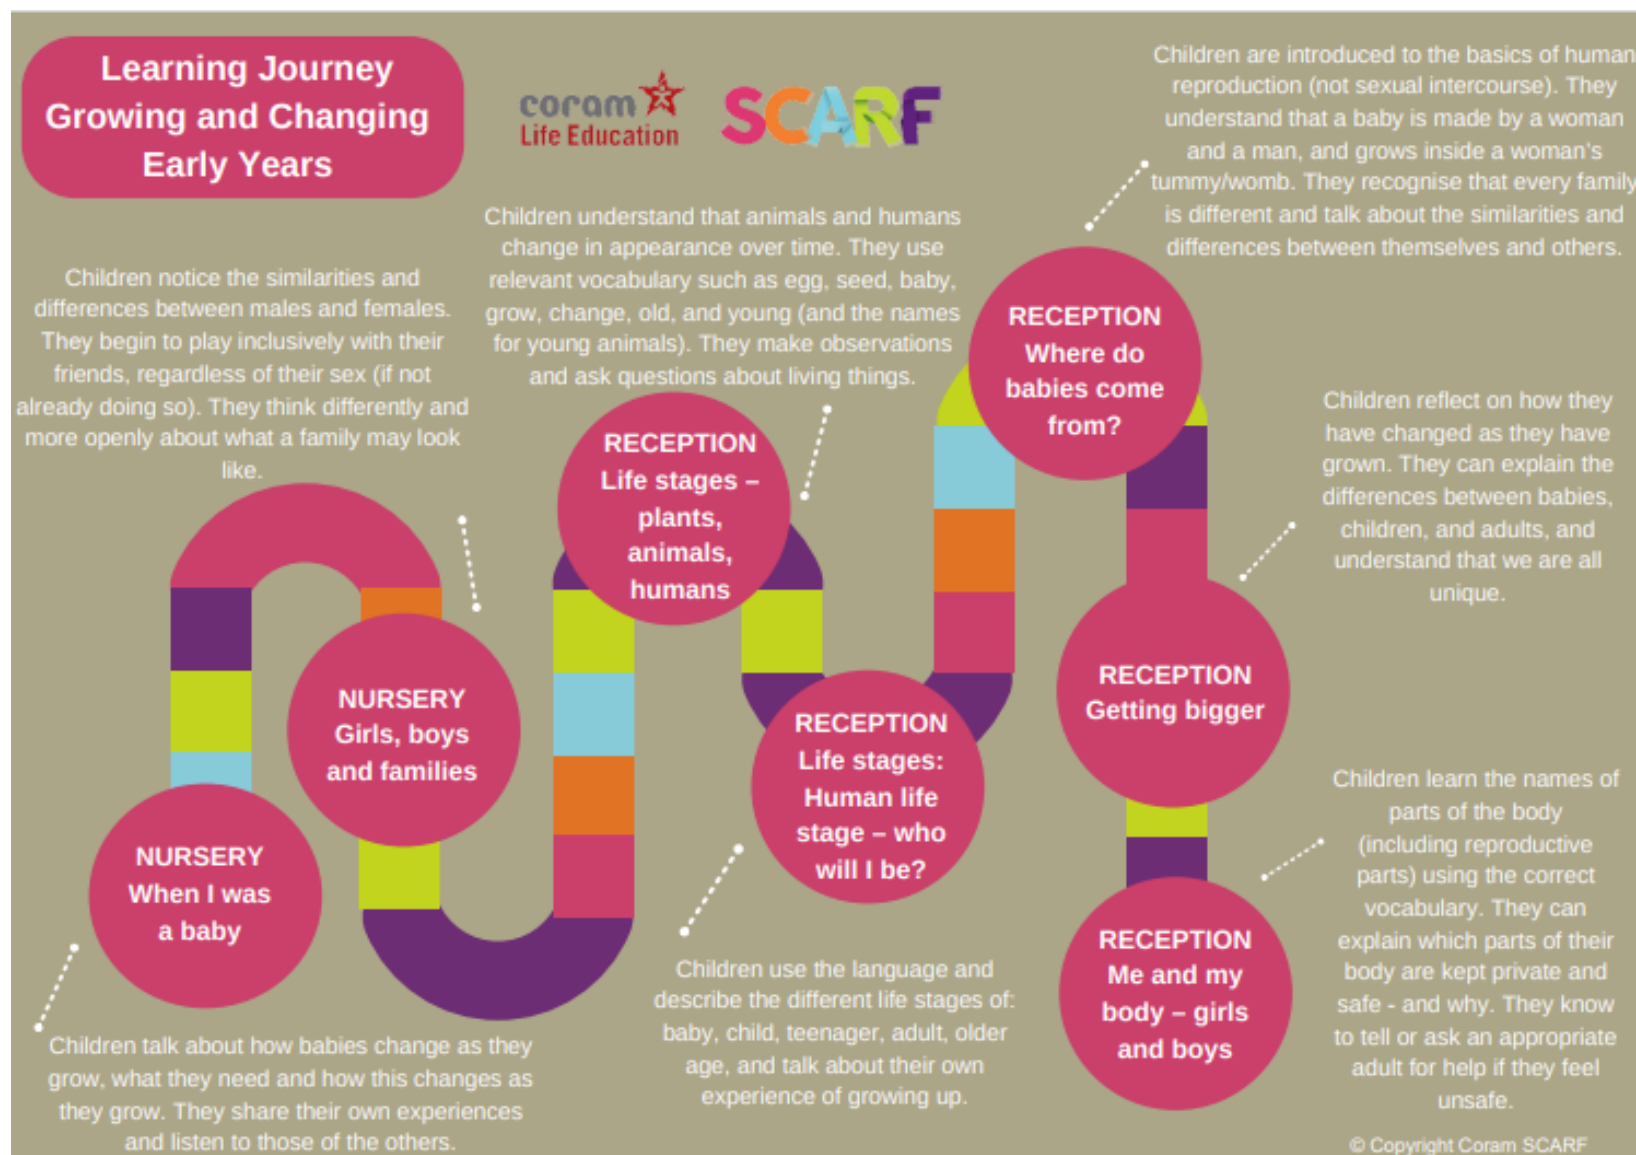 Learning Journey
Growing and Changing
Early Years
coram
Life Education
SCARF
Children are introduced to the basics of human
reproduction (not sexual intercourse). They
understand that a baby is made by a woman
and a man, and grows inside a woman's
tummy/womb. They recognise that every family
is different and talk about the similarities and
differences between themselves and others.
Children understand that animals and humans
change in appearance over time. They use
relevant vocabulary such as egg, seed, baby,
grow, change, old, and young (and the names
for young animals). They make observations
and ask questions about living things.
Children notice the similarities and
differences between males and females.
They begin to play inclusively with their
friends, regardless of their sex (if not
already doing so). They think differently and
more openly about what a family may look
like.
RECEPTION
Where do
babies come
from?
Children reflect on how they
have changed as they have
grown. They can explain the
differences between babies,
children, and adults, and
understand that we are all
unique.
RECEPTION
Life stages –
plants,
animals,
humans
NURSERY
Girls, boys
and families
RECEPTION
Getting bigger
RECEPTION
Life stages:
Human life
stage – who
will I be?
NURSERY
When I was
a baby
Children learn the names of
parts of the body
(including reproductive
parts) using the correct
vocabulary. They can
explain which parts of their
body are kept private and
safe - and why. They know
to tell or ask an appropriate
adult for help if they feel
unsafe.
RECEPTION
Me and my
body – girls
and boys
Children use the language and
describe the different life stages of:
baby, child, teenager, adult, older
age, and talk about their own
experience of growing up.
Children talk about how babies change as they
grow, what they need and how this changes as
they grow. They share their own experiences
and listen to those of the others.
© Copyright Coram SCARF